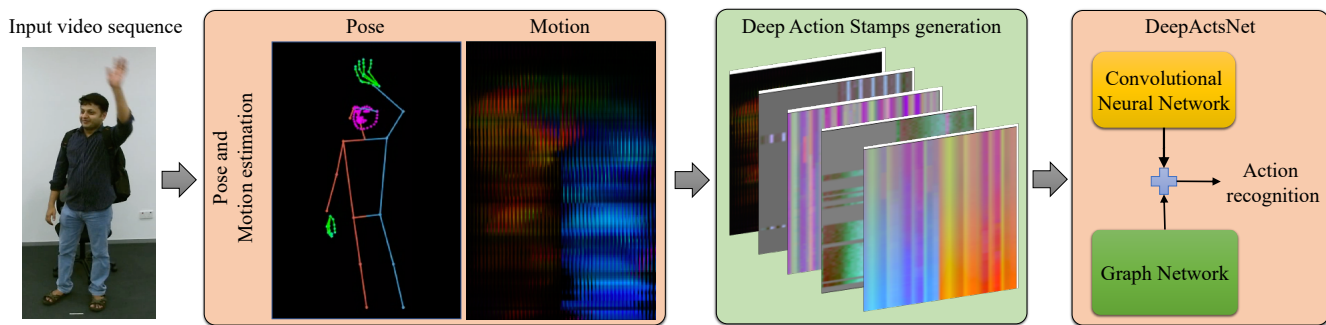 Input video sequence
Pose and
Motion estimation
Pose
Motion
Deep Action Stamps generation
DeepActsNet
Convolutional
Neural Network
Action
recognition
Graph Network